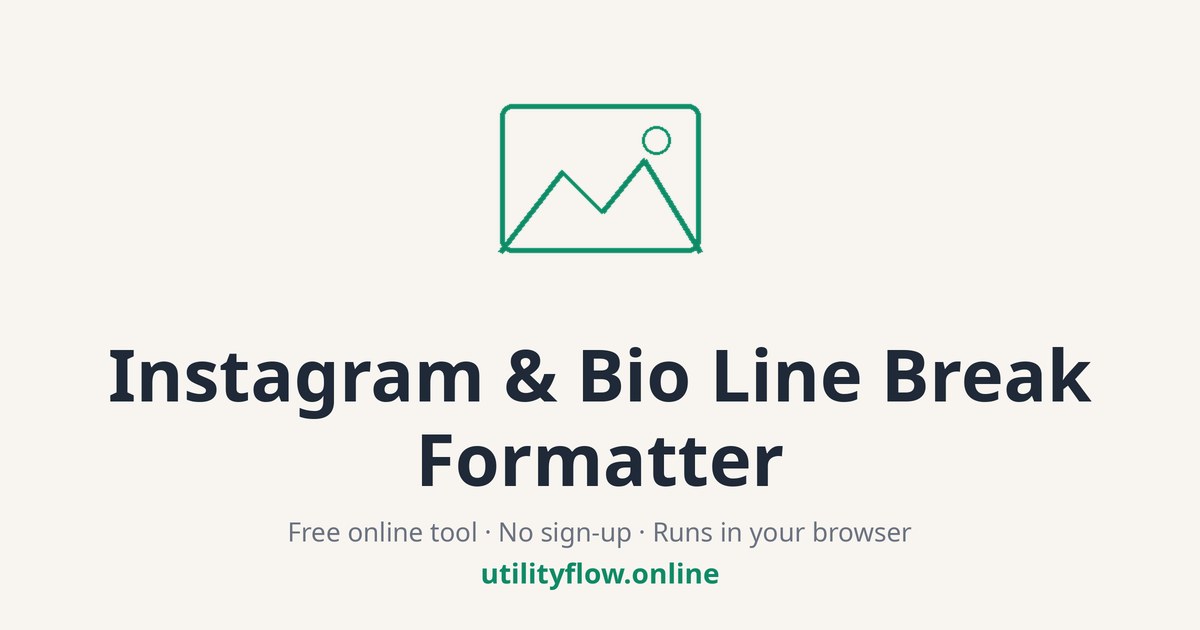 Instagram & Bio Line Break
Formatter
Free online tool · No sign-up · Runs in your browser
utilityflow.online